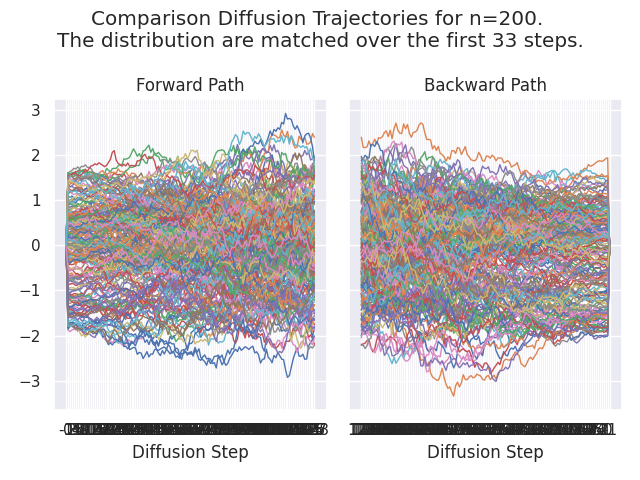 Comparison Diffusion Trajectories for n=200.
The distribution are matched over the first 33 steps.
Forward Path
Backward Path
3
2
1
0
−1
−2
−3
Diffusion Step
Diffusion Step